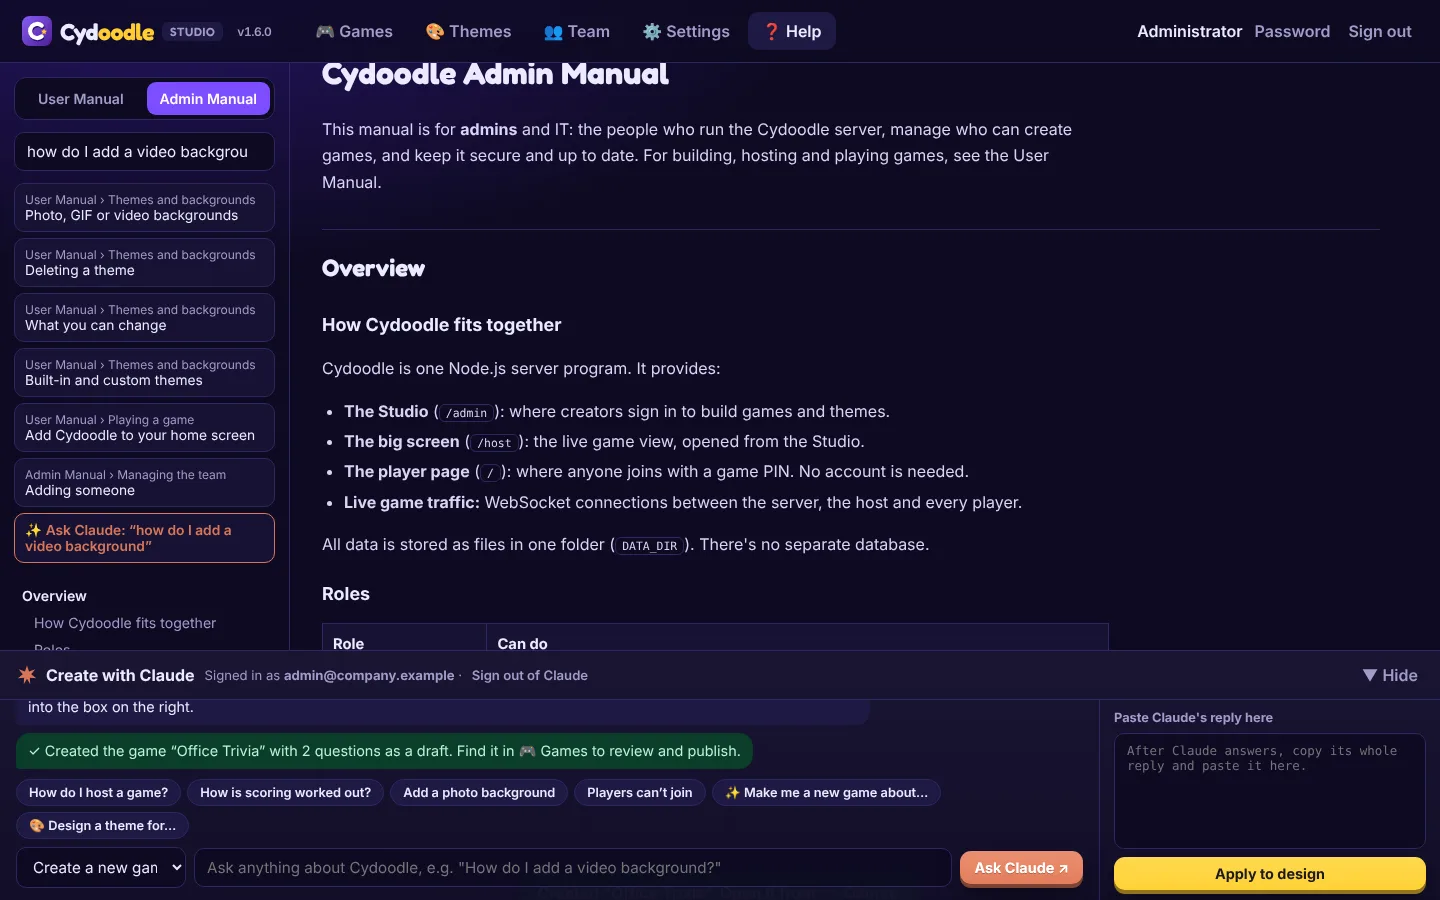 Cydoodle STUDIO v1.6.0 🎮 Games 🎨 Themes 👥 Team ⚙️ Settings ❓ Help Administrator Password Sign out
User Manual Admin Manual
how do I add a video backgrou
User Manual › Themes and backgrounds
Photo, GIF or video backgrounds
User Manual › Themes and backgrounds
Deleting a theme
User Manual › Themes and backgrounds
What you can change
User Manual › Themes and backgrounds
Built-in and custom themes
User Manual › Playing a game
Add Cydoodle to your home screen
Admin Manual › Managing the team
Adding someone
✨ Ask Claude: “how do I add a
video background”
Overview
How Cydoodle fits together
Roles
Cydoodle Admin Manual
This manual is for admins and IT: the people who run the Cydoodle server, manage who can create
games, and keep it secure and up to date. For building, hosting and playing games, see the User
Manual.
Overview
How Cydoodle fits together
Cydoodle is one Node.js server program. It provides:
• The Studio (/admin): where creators sign in to build games and themes.
• The big screen (/host): the live game view, opened from the Studio.
• The player page (/): where anyone joins with a game PIN. No account is needed.
• Live game traffic: WebSocket connections between the server, the host and every player.
All data is stored as files in one folder (DATA_DIR). There's no separate database.
Roles
Role Can do
Create with Claude Signed in as admin@company.example · Sign out of Claude ▼ Hide
into the box on the right.
✓ Created the game “Office Trivia” with 2 questions as a draft. Find it in 🎮 Games to review and publish.
How do I host a game? How is scoring worked out? Add a photo background Players can’t join ✨ Make me a new game about…
🎨 Design a theme for…
Create a new gam Ask anything about Cydoodle, e.g. "How do I add a video background?" Ask Claude ↗
Paste Claude's reply here
After Claude answers, copy its whole
reply and paste it here.
Apply to design